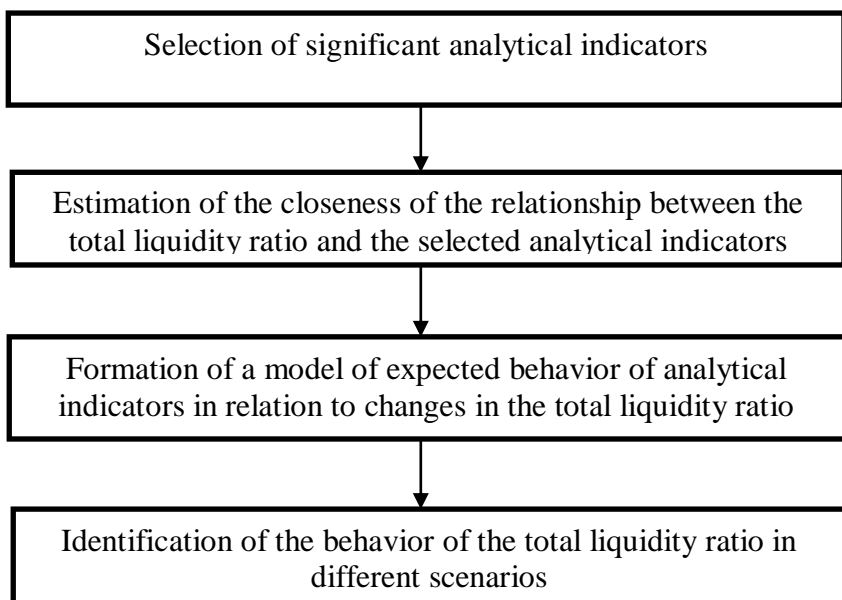 Selection of significant analytical indicators
Estimation of the closeness of the relationship between the
total liquidity ratio and the selected analytical indicators
Formation of a model of expected behavior of analytical
indicators in relation to changes in the total liquidity ratio
Identification of the behavior of the total liquidity ratio in
different scenarios